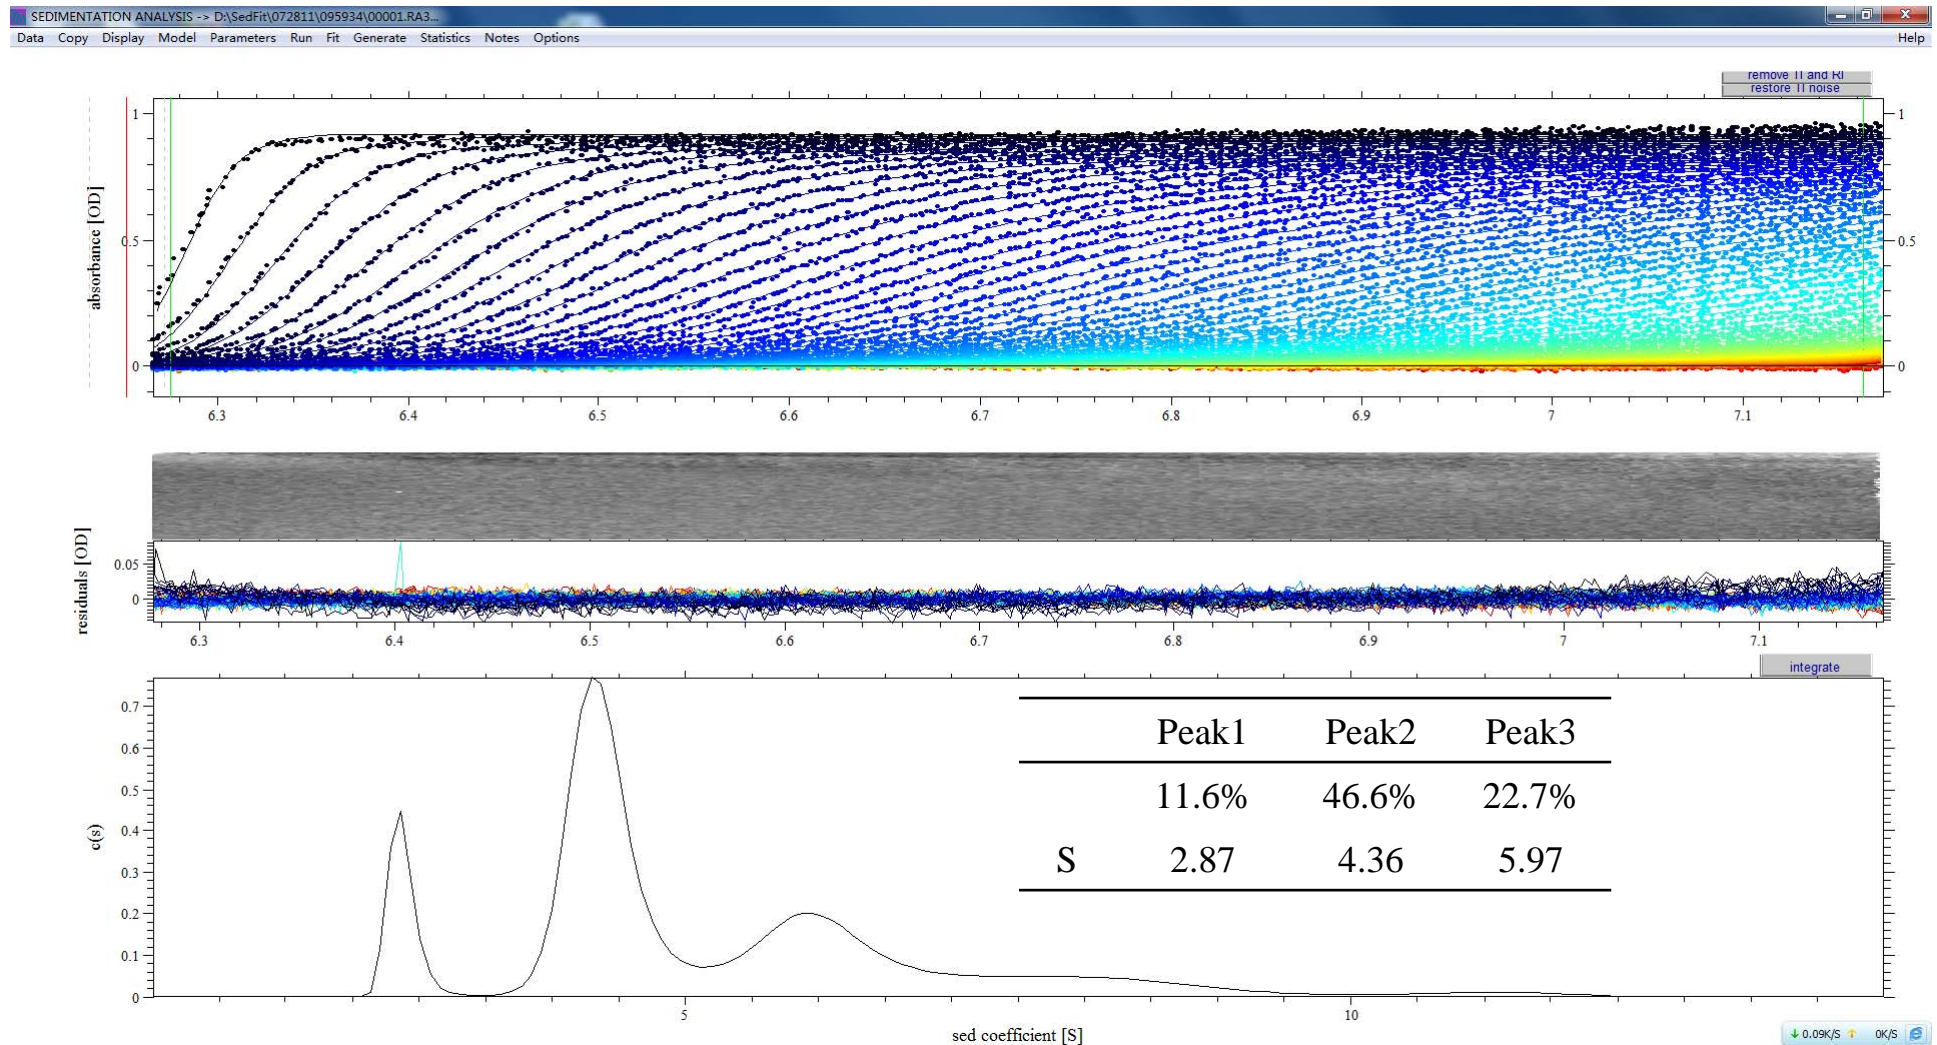 SEDIMENTATION ANALYSIS -> D:\SedFit\072811\095934\00001.RA3...
Data Copy Display Model Parameters Run Fit Generate Statistics Notes Options Help
remove TI and RI
restore TI noise
1 1
absorbance [OD]
0.5 0.5
0 0
6.3 6.4 6.5 6.6 6.7 6.8 6.9 7 7.1
residuals [OD]
0.05
0
6.3 6.4 6.5 6.6 6.7 6.8 6.9 7 7.1
integrate
c(s)
0.7
0.6
0.5
0.4
0.3
0.2
0.1
0
Peak1 Peak2 Peak3
11.6% 46.6% 22.7%
S 2.87 4.36 5.97
5 10
sed coefficient [S]
0.09K/S 0K/S